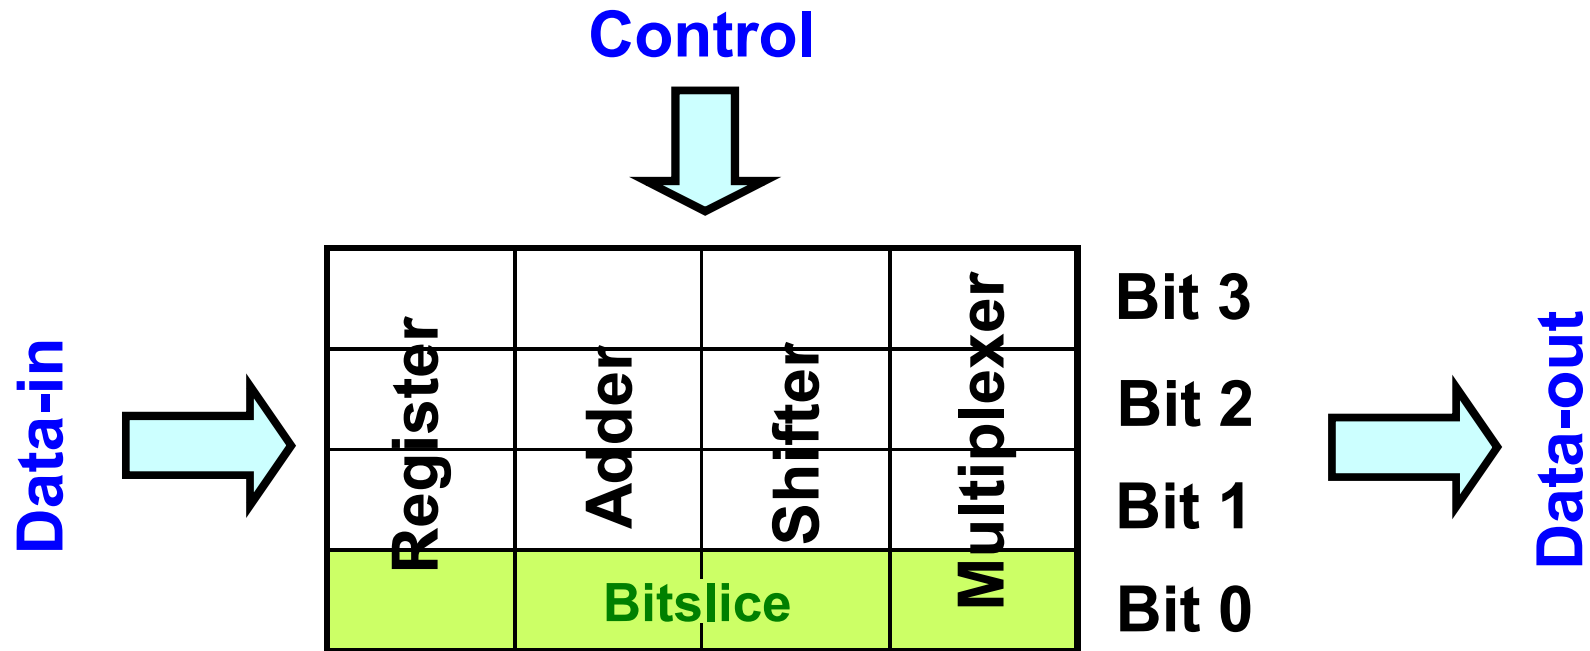 Control
Data-in
Register
Adder
Shifter
Multiplexer
Bit 3
Bit 2
Bit 1
Bit 0
Bitslice
Data-out